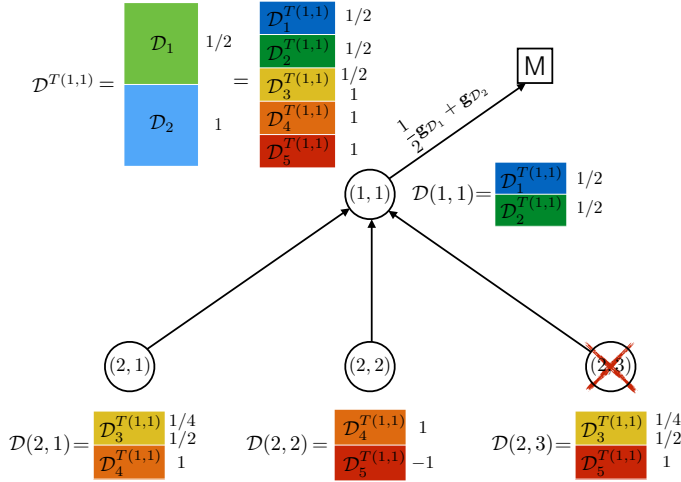 𝒟^{T(1,1)} =
𝒟_1 1/2
𝒟_2 1
=
𝒟_1^{T(1,1)} 1/2
𝒟_2^{T(1,1)} 1/2
𝒟_3^{T(1,1)} 1/2 1
𝒟_4^{T(1,1)} 1
𝒟_5^{T(1,1)} 1
M
1/2 g_{𝒟_1} + g_{𝒟_2}
(1, 1)
𝒟(1, 1) =
𝒟_1^{T(1,1)} 1/2
𝒟_2^{T(1,1)} 1/2
(2, 1)
(2, 2)
(2, 3)
𝒟(2, 1) =
𝒟_3^{T(1,1)} 1/4 1/2
𝒟_4^{T(1,1)} 1
𝒟(2, 2) =
𝒟_4^{T(1,1)} 1
𝒟_5^{T(1,1)} −1
𝒟(2, 3) =
𝒟_3^{T(1,1)} 1/4 1/2
𝒟_5^{T(1,1)} 1